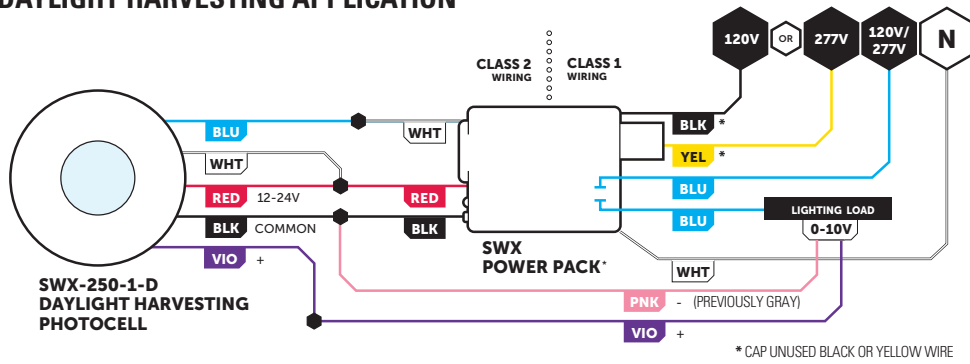 DAYLIGHT HARVESTING APPLICATION
120V
OR
277V
120V/
277V
N
CLASS 2
WIRING
CLASS 1
WIRING
BLU
WHT
BLK *
WHT
YEL *
RED 12-24V
RED
BLU
BLK COMMON
BLK
BLU
LIGHTING LOAD
0-10V
VIO +
SWX
POWER PACK*
WHT
SWX-250-1-D
DAYLIGHT HARVESTING
PHOTOCELL
PNK - (PREVIOUSLY GRAY)
VIO +
* CAP UNUSED BLACK OR YELLOW WIRE